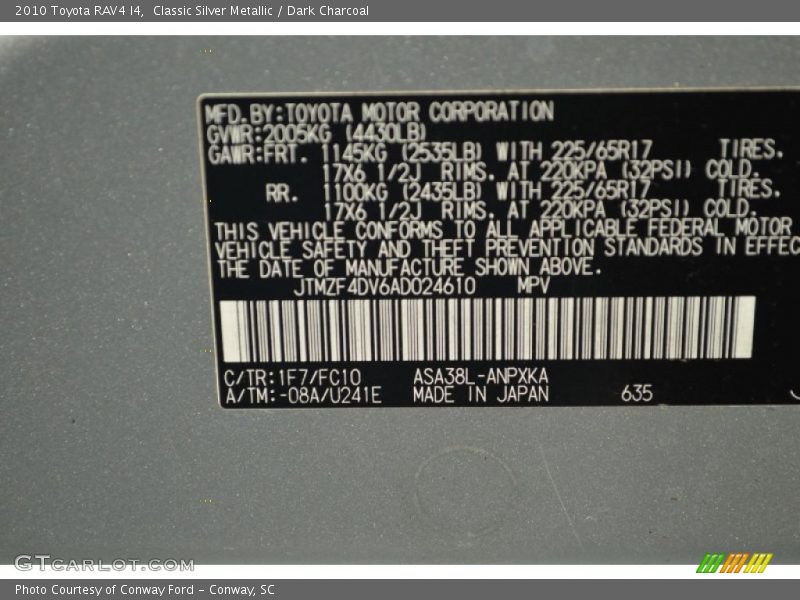 2010 Toyota RAV4 I4,  Classic Silver Metallic / Dark Charcoal
MFD.BY:TOYOTA MOTOR CORPORATION
GVWR:2005KG (4430LB)
GAWR:FRT. 1145KG (2535LB) WITH 225/65R17 TIRES.
17X6 1/2J RIMS. AT 220KPA (32PSI) COLD.
RR. 1100KG (2435LB) WITH 225/65R17 TIRES.
17X6 1/2J RIMS. AT 220KPA (32PSI) COLD.
THIS VEHICLE CONFORMS TO ALL APPLICABLE FEDERAL MOTOR
VEHICLE SAFETY AND THEFT PREVENTION STANDARDS IN EFFEC
THE DATE OF MANUFACTURE SHOWN ABOVE.
JTMZF4DV6AD024610 MPV
C/TR:1F7/FC10 ASA38L-ANPXKA
A/TM:-08A/U241E MADE IN JAPAN 635
GTCARLOT.COM
Photo Courtesy of Conway Ford – Conway, SC